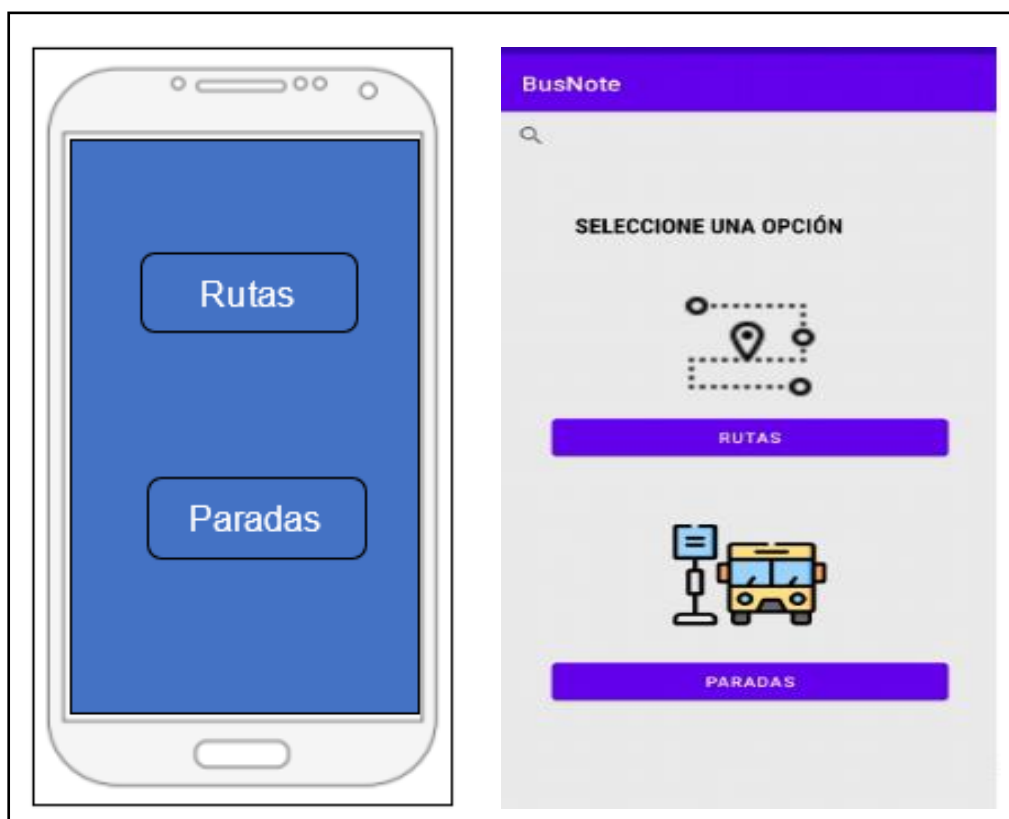 Rutas
Paradas
BusNote
SELECCIONE UNA OPCIÓN
RUTAS
PARADAS